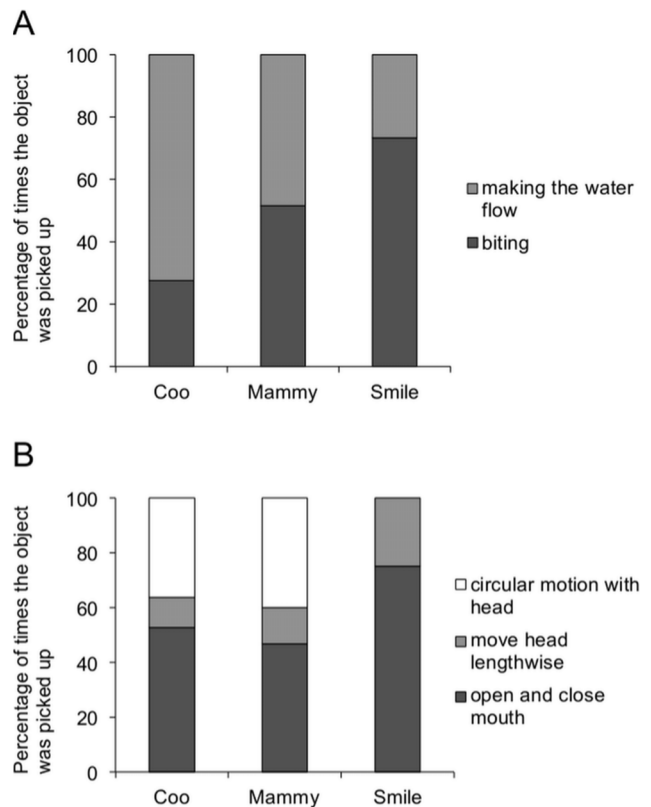 A
Percentage of times the object
was picked up
100
80
60
40
20
0
Coo Mammy Smile
making the water
flow
biting
B
Percentage of times the object
was picked up
100
80
60
40
20
0
Coo Mammy Smile
circular motion with
head
move head
lengthwise
open and close
mouth